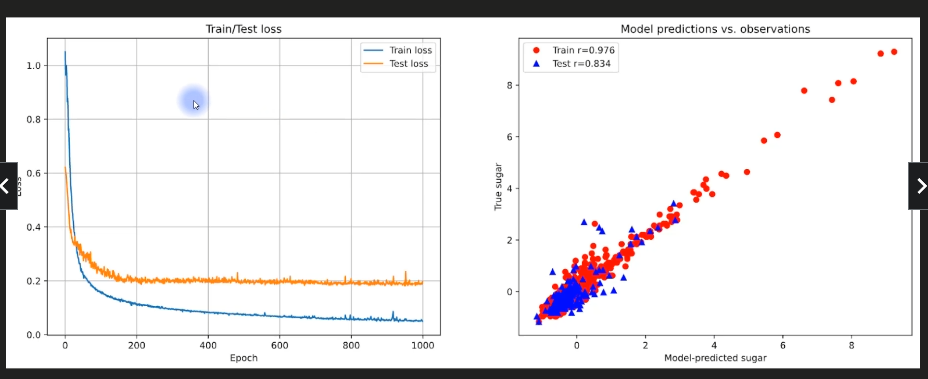 Train/Test loss
Train loss
Test loss
1.0
0.8
0.6
0.4
0.2
0.0
Loss
0
200
400
600
800
1000
Epoch
Model predictions vs. observations
Train r=0.976
Test r=0.834
8
6
4
2
0
True sugar
0
2
4
6
8
Model-predicted sugar